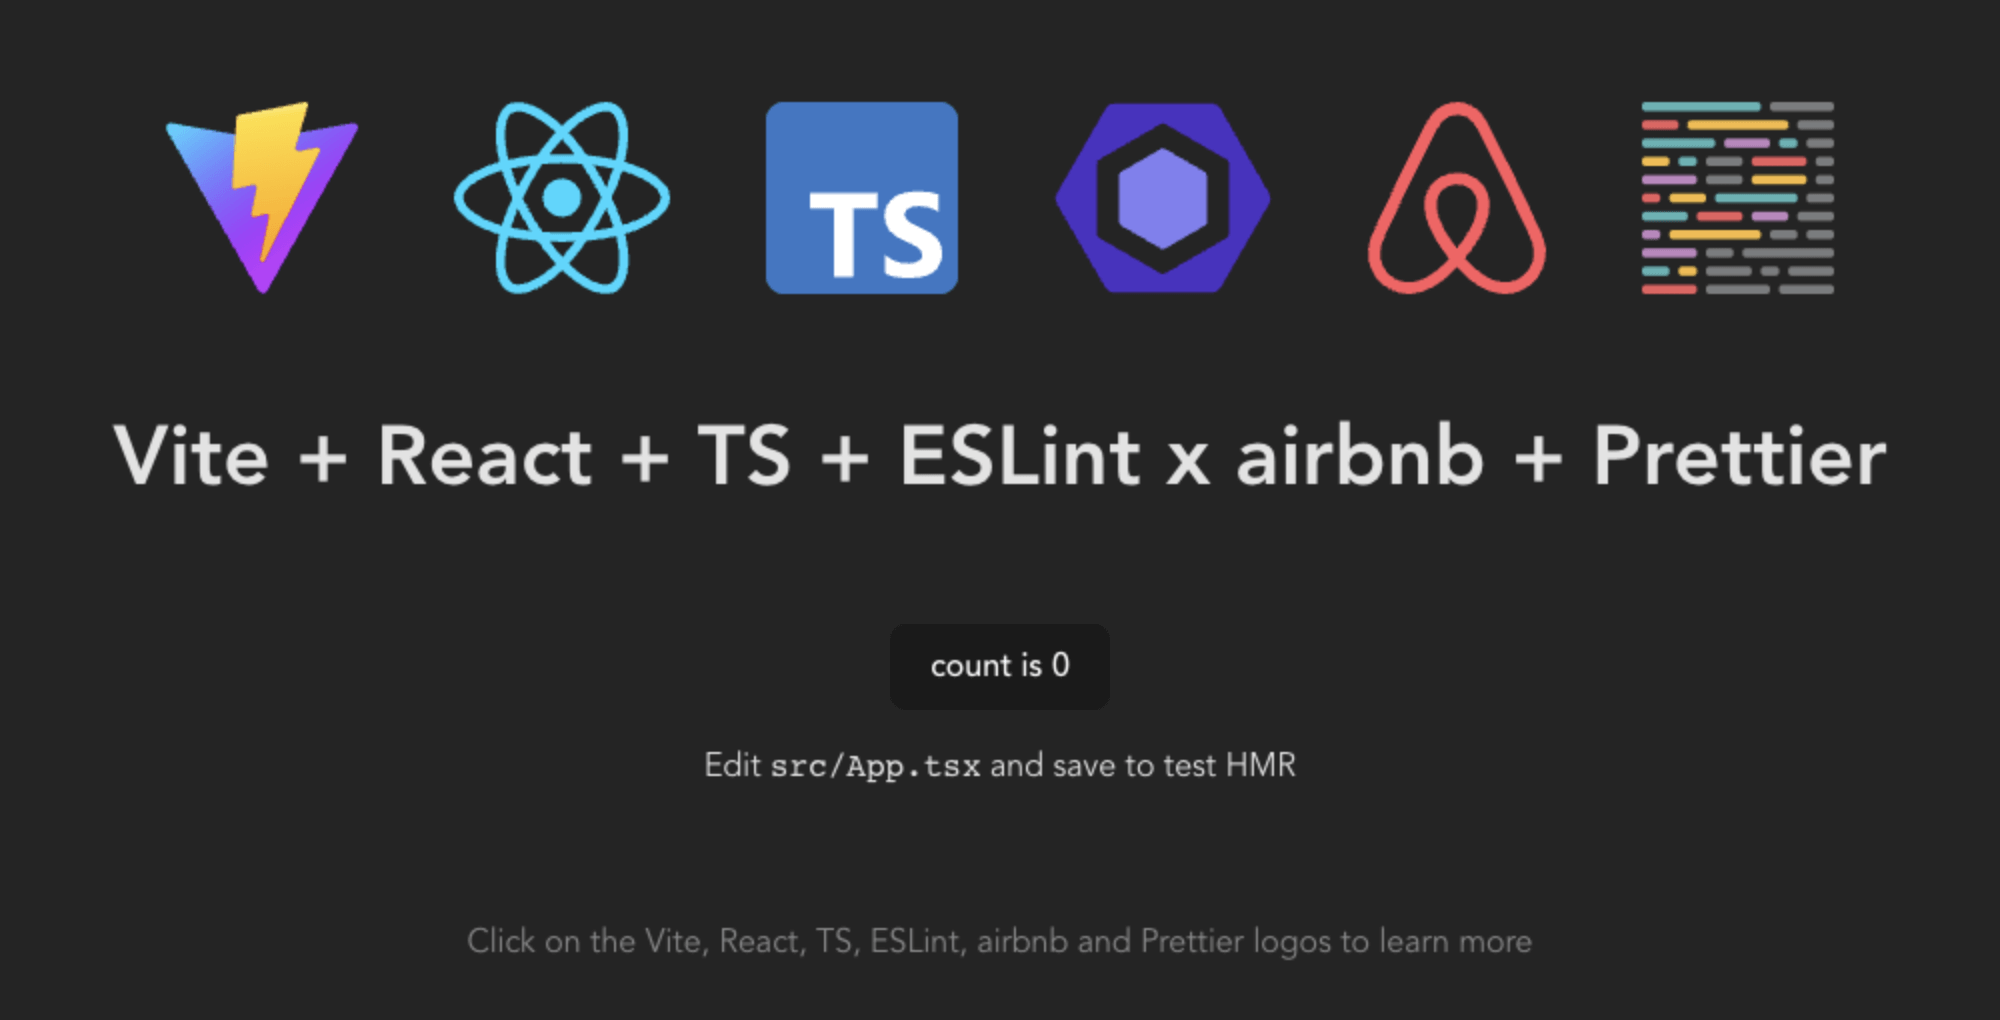 TS
Vite + React + TS + ESLint x airbnb + Prettier
count is 0
Edit src/App.tsx and save to test HMR
Click on the Vite, React, TS, ESLint, airbnb and Prettier logos to learn more